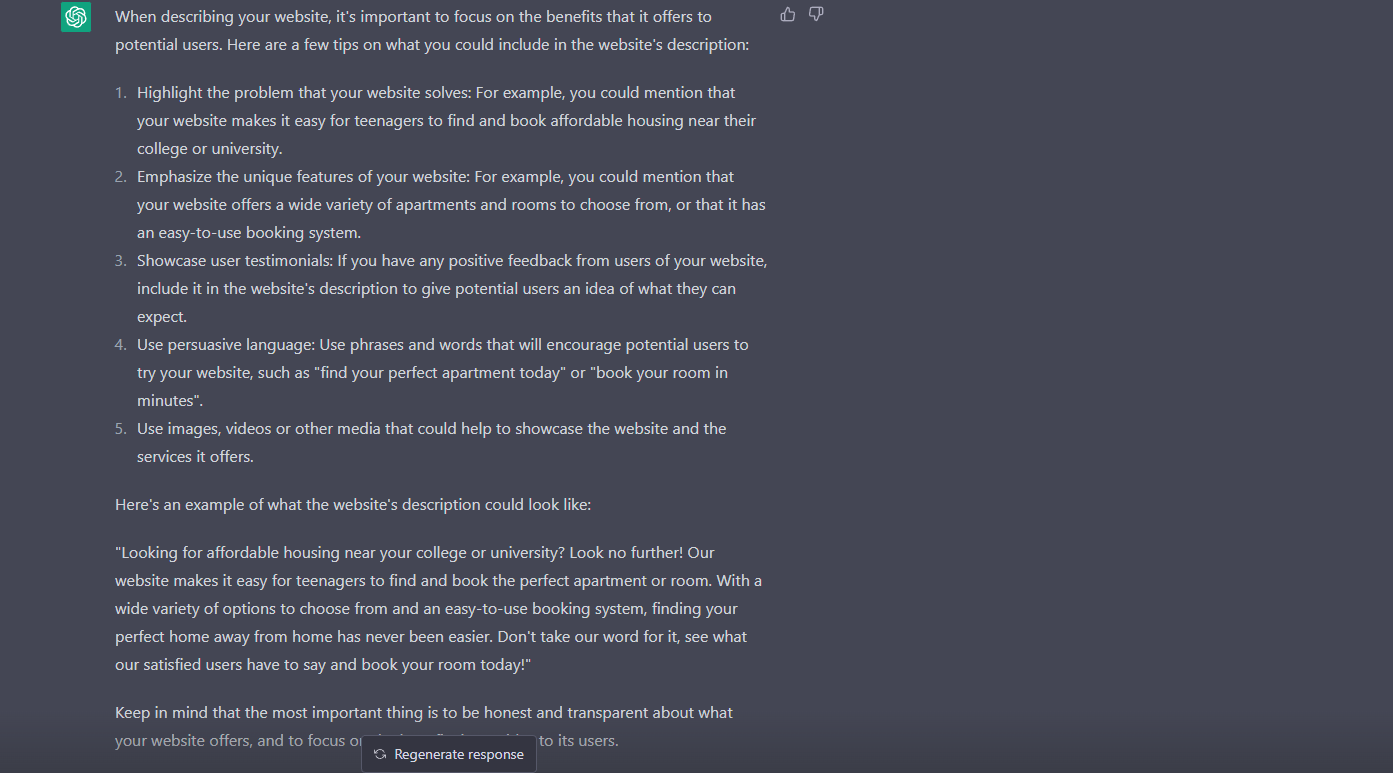 When describing your website, it's important to focus on the benefits that it offers to
potential users. Here are a few tips on what you could include in the website's description:
1. Highlight the problem that your website solves: For example, you could mention that
your website makes it easy for teenagers to find and book affordable housing near their
college or university.
2. Emphasize the unique features of your website: For example, you could mention that
your website offers a wide variety of apartments and rooms to choose from, or that it has
an easy-to-use booking system.
3. Showcase user testimonials: If you have any positive feedback from users of your website,
include it in the website's description to give potential users an idea of what they can
expect.
4. Use persuasive language: Use phrases and words that will encourage potential users to
try your website, such as "find your perfect apartment today" or "book your room in
minutes".
5. Use images, videos or other media that could help to showcase the website and the
services it offers.
Here's an example of what the website's description could look like:
"Looking for affordable housing near your college or university? Look no further! Our
website makes it easy for teenagers to find and book the perfect apartment or room. With a
wide variety of options to choose from and an easy-to-use booking system, finding your
perfect home away from home has never been easier. Don't take our word for it, see what
our satisfied users have to say and book your room today!"
Keep in mind that the most important thing is to be honest and transparent about what
your website offers, and to focus to its users.
Regenerate response